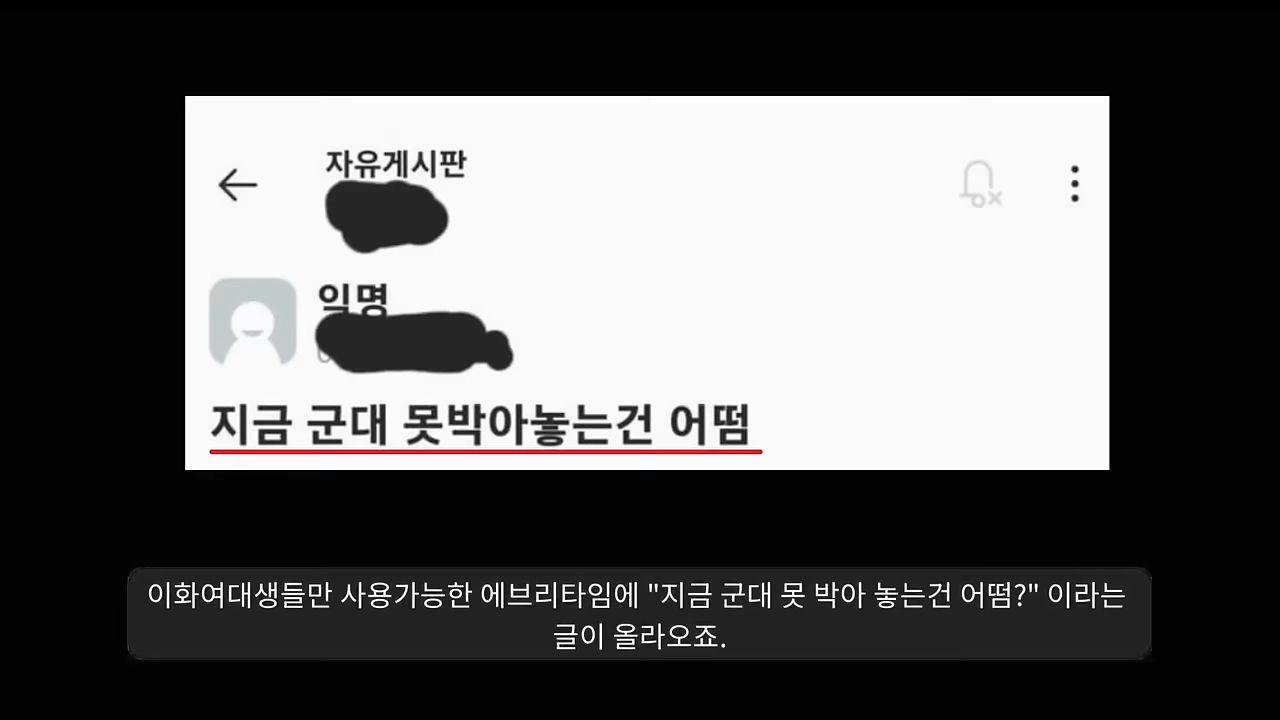 자유게시판
익명
지금 군대 못박아놓는건 어떰
이화여대생들만 사용가능한 에브리타임에 "지금 군대 못 박아 놓는건 어떰?" 이라는
글이 올라오죠.